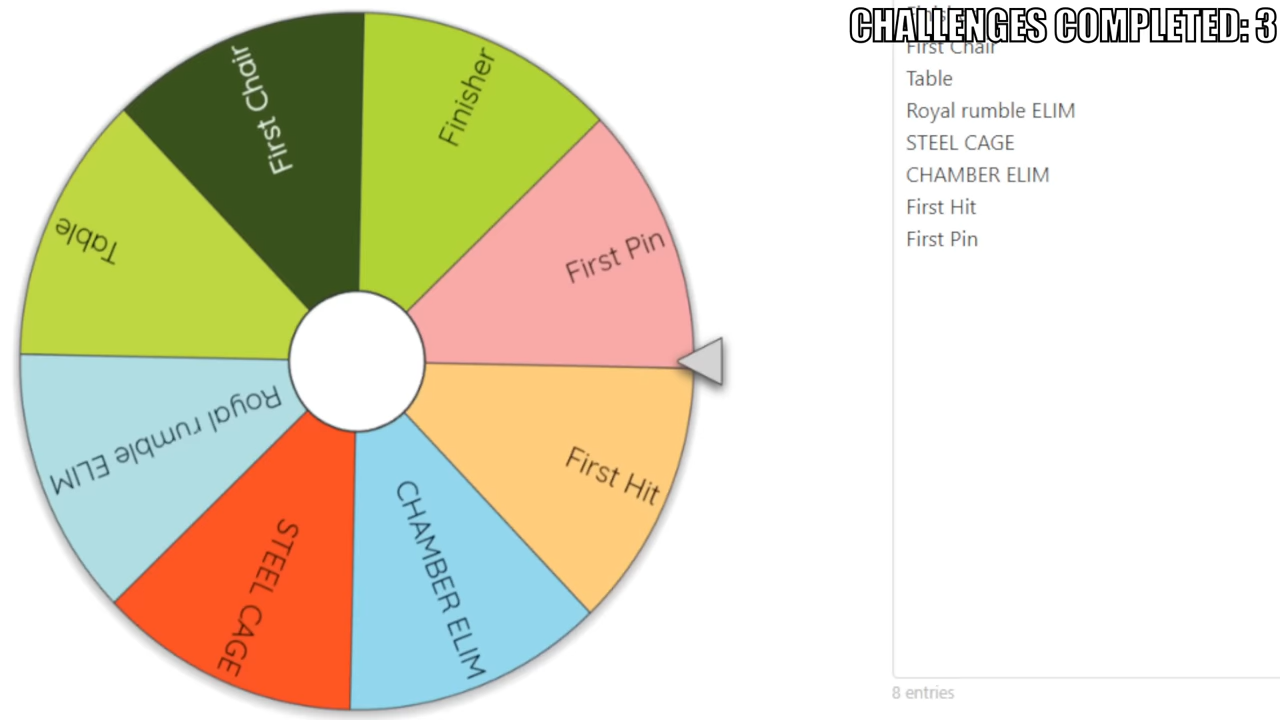 CHALLENGES COMPLETED: 3
First Chair
Table
Royal rumble ELIM
STEEL CAGE
CHAMBER ELIM
First Hit
First Pin
8 entries
First Chair
Finisher
First Pin
First Hit
CHAMBER ELIM
STEEL CAGE
Royal rumble ELIM
Table